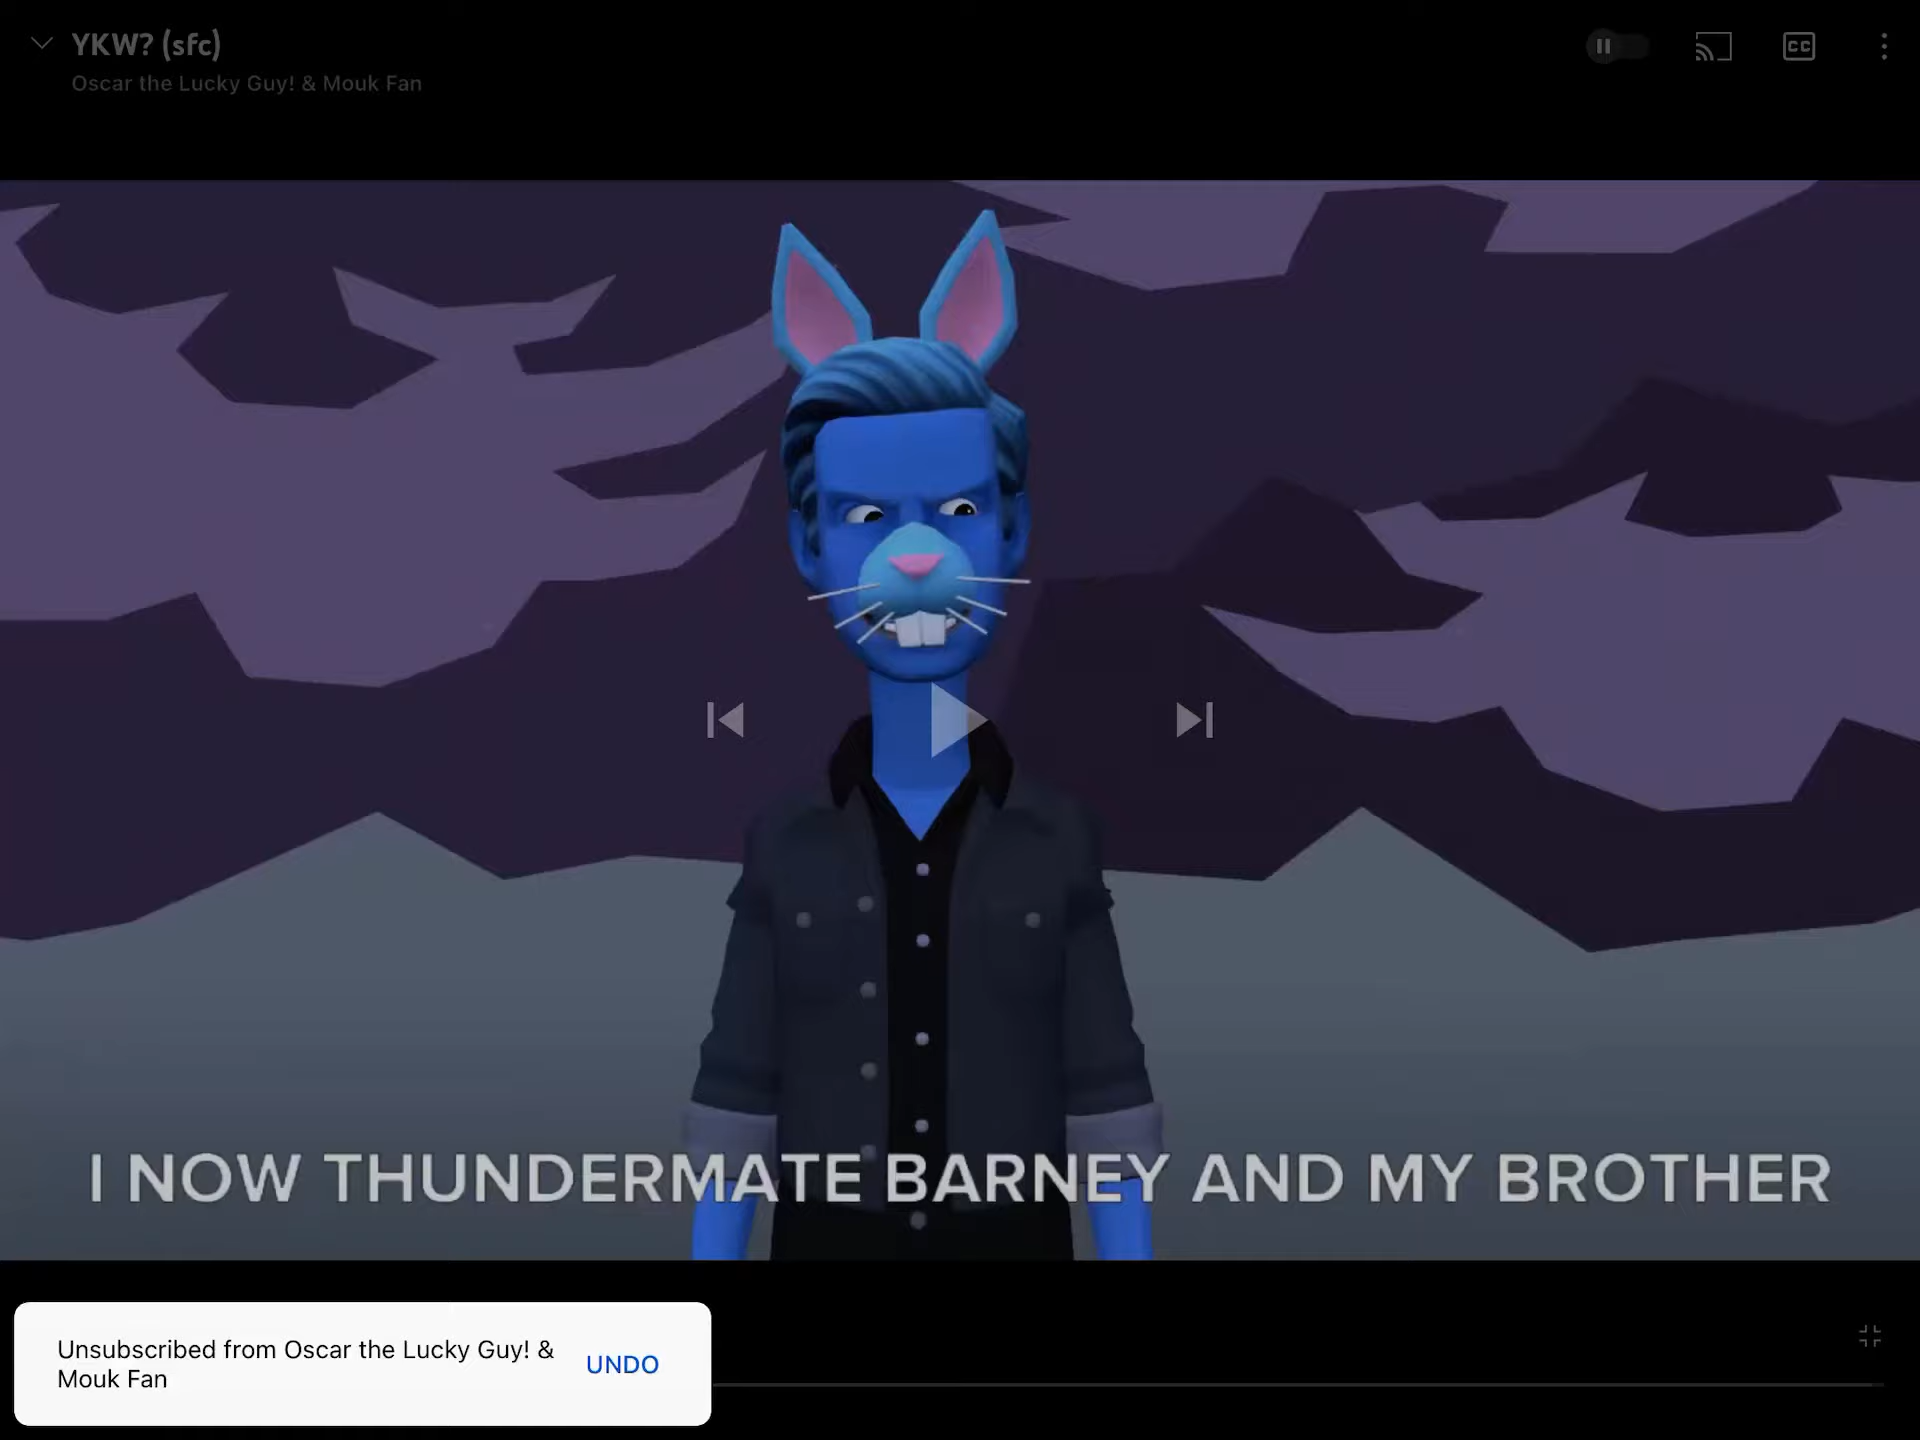 YKW? (sfc)
Oscar the Lucky Guy! & Mouk Fan
CC
I NOW THUNDERMATE BARNEY AND MY BROTHER
Unsubscribed from Oscar the Lucky Guy! &
Mouk Fan
UNDO